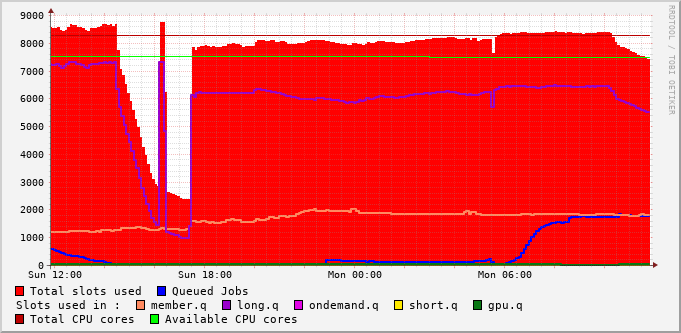 9000
8000
7000
6000
5000
4000
3000
2000
1000
0
Sun 12:00 Sun 18:00 Mon 00:00 Mon 06:00
Total slots used Queued Jobs
Slots used in : member.q long.q ondemand.q short.q gpu.q
Total CPU cores Available CPU cores
RRDTOOL / TOBI OETIKER